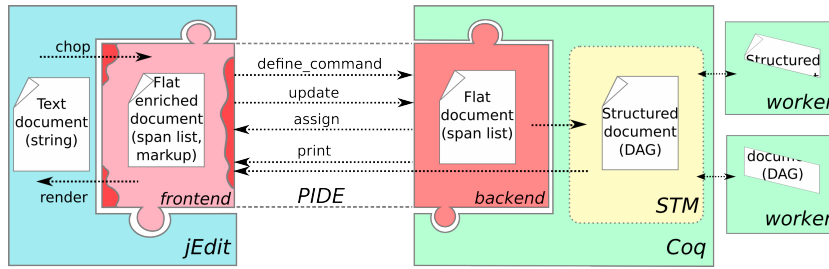 chop
Text
document
(string)
render
jEdit
Flat
enriched
document
(span list,
markup)
frontend
define_command
update
assign
print
PIDE
Flat
document
(span list)
backend
Structured
document
(DAG)
STM
Coq
Structured
worker
(DAG)
worker